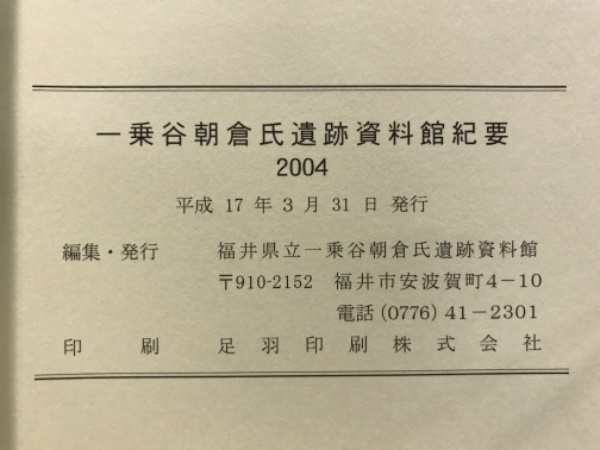 一乗谷朝倉氏遺跡資料館紀要
2004
平成 17 年 3 月 31 日 発行
編集・発行 福井県立一乗谷朝倉氏遺跡資料館
〒910-2152 福井市安波賀町4－10
電話(0776)41－2301
印刷 足羽印刷株式会社